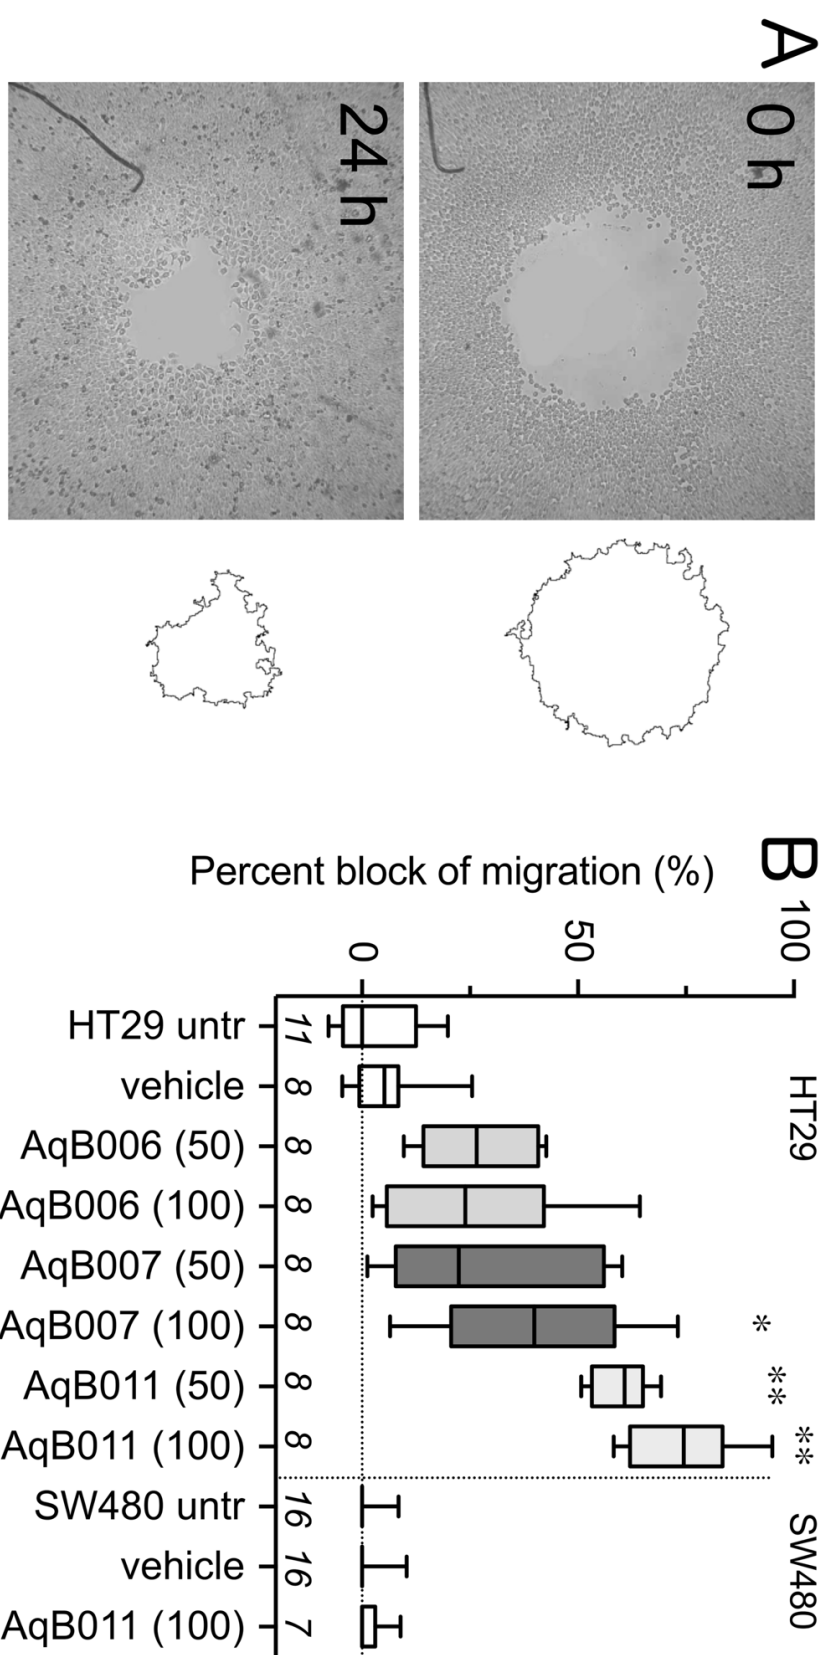 A
0 h
24 h
B
Percent block of migration (%)
100
50
0
HT29
SW480
* ** **
11 8 8 8 8 8 8 8 16 16 7
HT29 untr
vehicle
AqB006 (50)
AqB006 (100)
AqB007 (50)
AqB007 (100)
AqB011 (50)
AqB011 (100)
SW480 untr
vehicle
AqB011 (100)